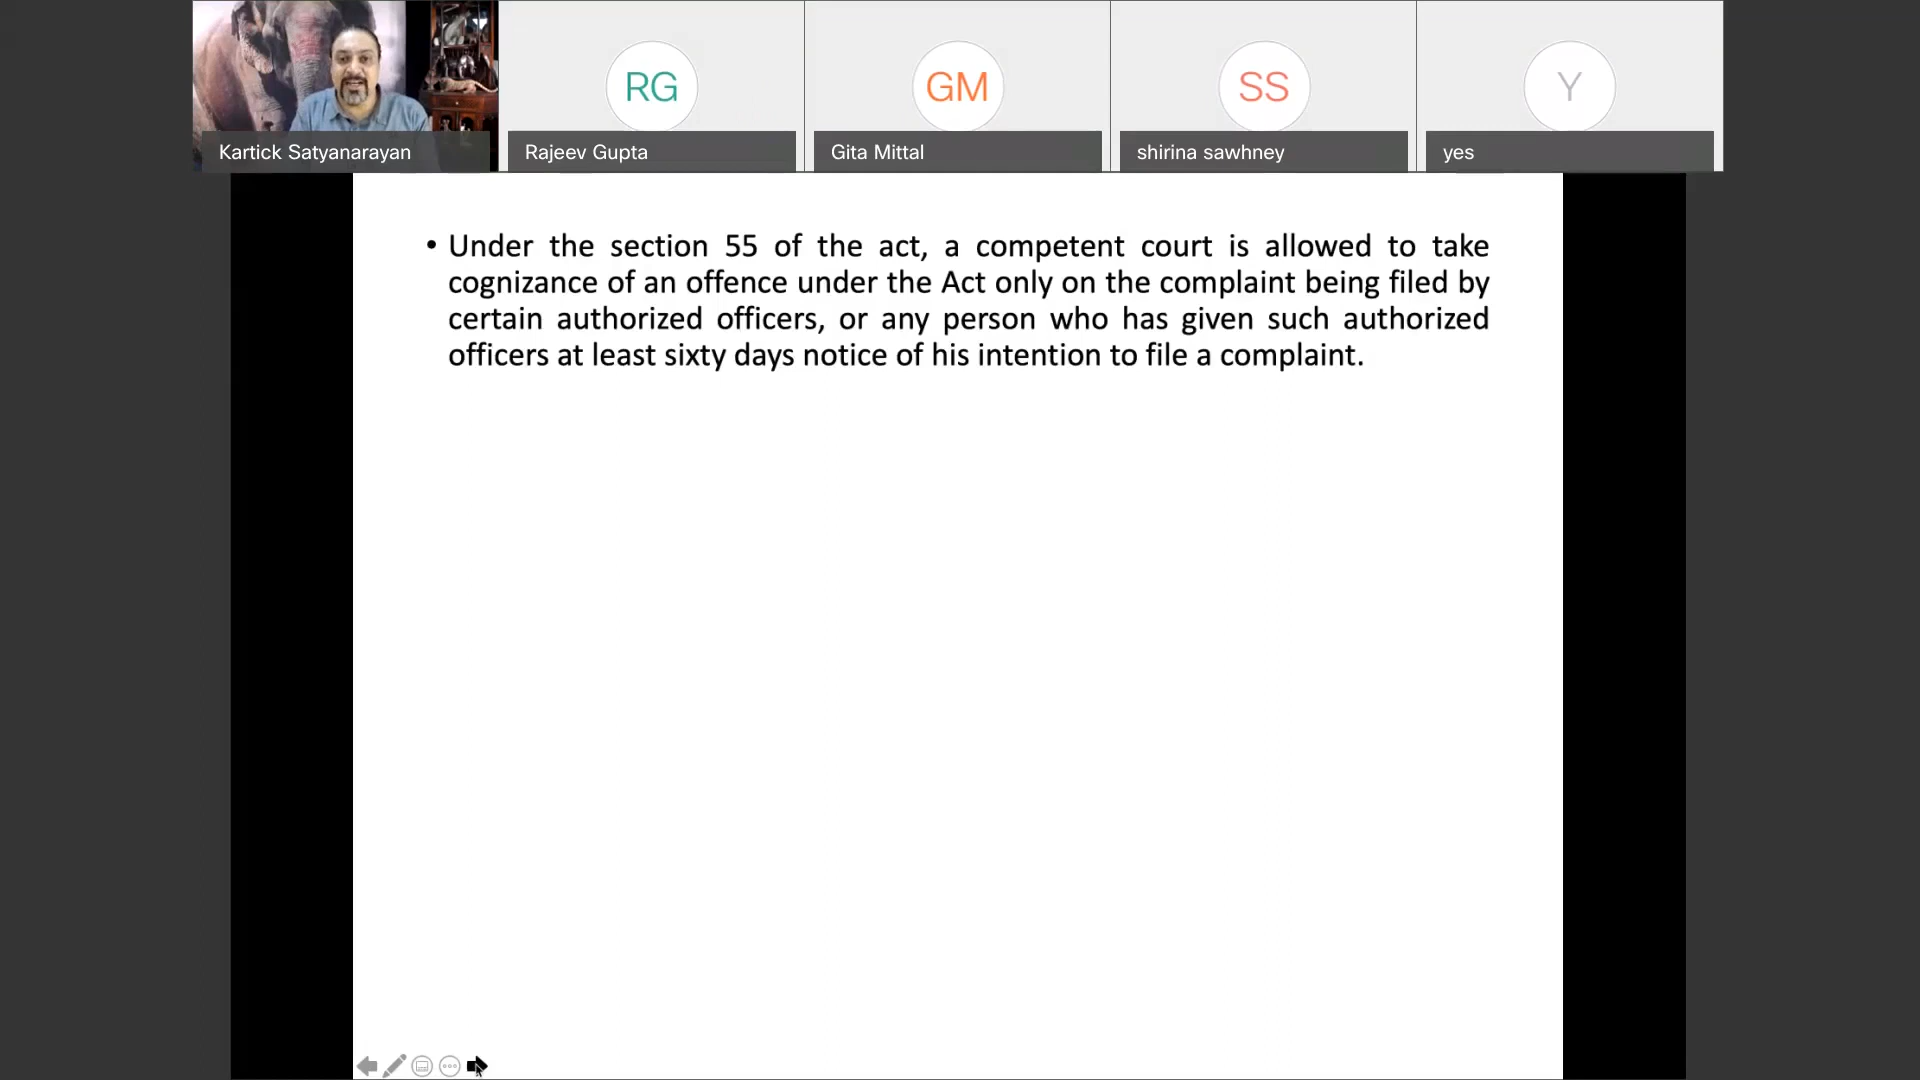 RG
GM
SS
Y
Kartick Satyanarayan
Rajeev Gupta
Gita Mittal
shirina sawhney
yes
• Under the section 55 of the act, a competent court is allowed to take
cognizance of an offence under the Act only on the complaint being filed by
certain authorized officers, or any person who has given such authorized
officers at least sixty days notice of his intention to file a complaint.